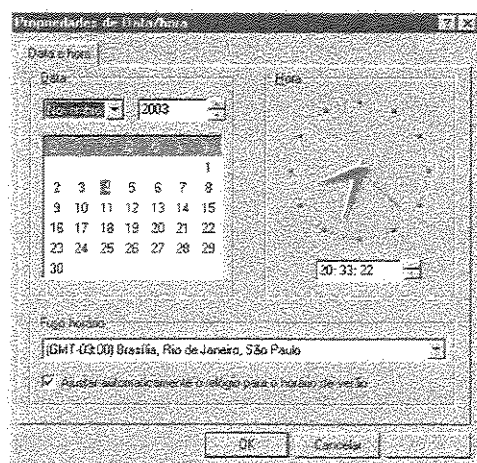 Propriedades de Data/hora
Data e hora
Data
Hora
2003
1
2 3 4 5 6 7 8
9 10 11 12 13 14 15
16 17 18 19 20 21 22
23 24 25 26 27 28 29
30
20:33:22
Fuso horário
(GMT-03:00) Brasília, Rio de Janeiro, São Paulo
Ajustar automaticamente o relógio para o horário de verão
OK
Cancelar